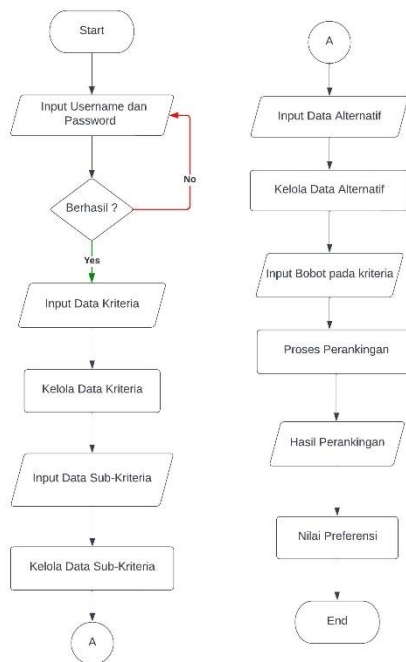 Start
Input Username dan
Password
No
Berhasil ?
Yes
Input Data Kriteria
Kelola Data Kriteria
Input Data Sub-Kriteria
Kelola Data Sub-Kriteria
A
A
Input Data Alternatif
Kelola Data Alternatif
Input Bobot pada kriteria
Proses Perankingan
Hasil Perankingan
Nilai Preferensi
End